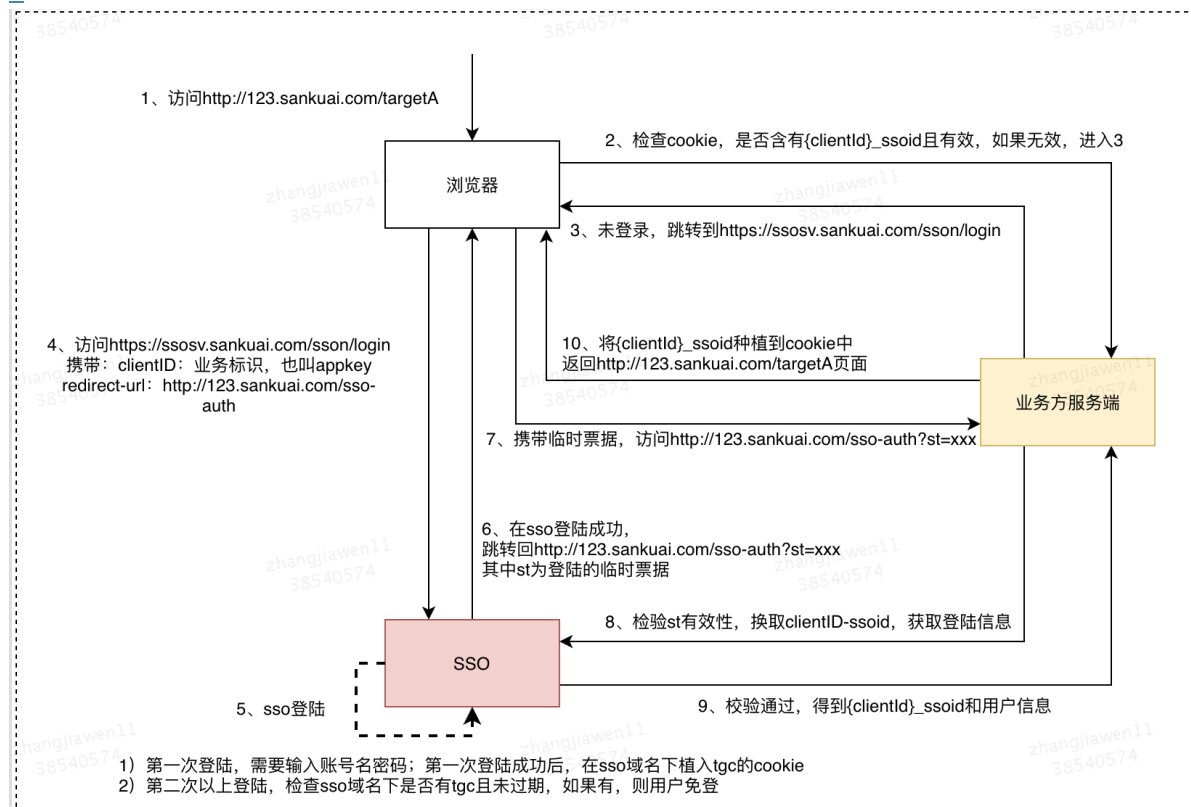 1、访问http://123.sankuai.com/targetA
2、检查cookie，是否含有{clientId}_ssoid且有效，如果无效，进入3
浏览器
3、未登录，跳转到https://ssosv.sankuai.com/sson/login
4、访问https://ssosv.sankuai.com/sson/login
携带：clientID：业务标识，也叫appkey
redirect-url：http://123.sankuai.com/sso-
auth
10、将{clientId}_ssoid种植到cookie中
返回http://123.sankuai.com/targetA页面
业务方服务端
7、携带临时票据，访问http://123.sankuai.com/sso-auth?st=xxx
6、在sso登陆成功，
跳转回http://123.sankuai.com/sso-auth?st=xxx
其中st为登陆的临时票据
8、检验st有效性，换取clientID-ssoid，获取登陆信息
SSO
5、sso登陆
9、校验通过，得到{clientId}_ssoid和用户信息
1）第一次登陆，需要输入账号名密码；第一次登陆成功后，在sso域名下植入tgc的cookie
2）第二次以上登陆，检查sso域名下是否有tgc且未过期，如果有，则用户免登
zhangjiawen11
38540574